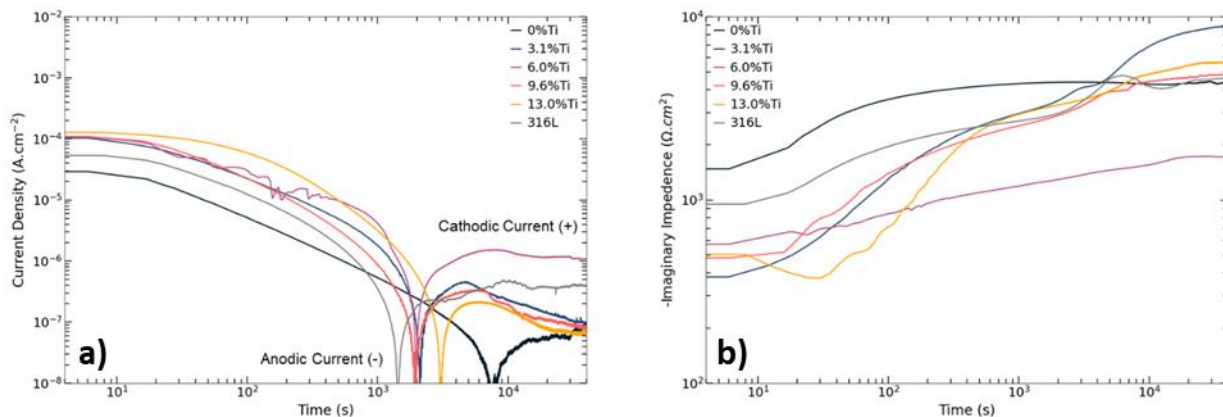 10⁻²
10⁻³
10⁻⁴
10⁻⁵
10⁻⁶
10⁻⁷
10⁻⁸
Current Density (A.cm⁻²)
0%Ti
3.1%Ti
6.0%Ti
9.6%Ti
13.0%Ti
316L
Cathodic Current (+)
Anodic Current (-)
a)
10¹ 10² 10³ 10⁴
Time (s)
10⁴
10³
10²
-Imaginary Impedence (Ω.cm²)
0%Ti
3.1%Ti
6.0%Ti
9.6%Ti
13.0%Ti
316L
b)
10¹ 10² 10³ 10⁴
Time (s)